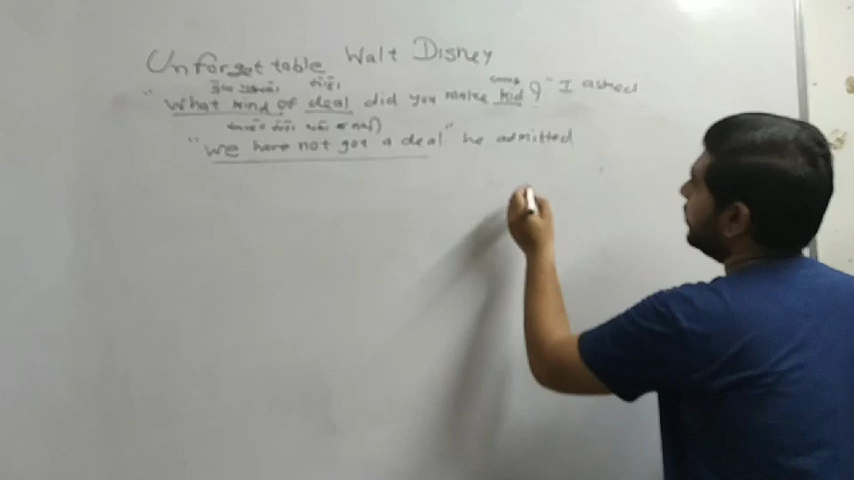 Unforgettable Walt Disney
"What kind of deal did you make kid?" I asked
"We have not got a deal" he admitted